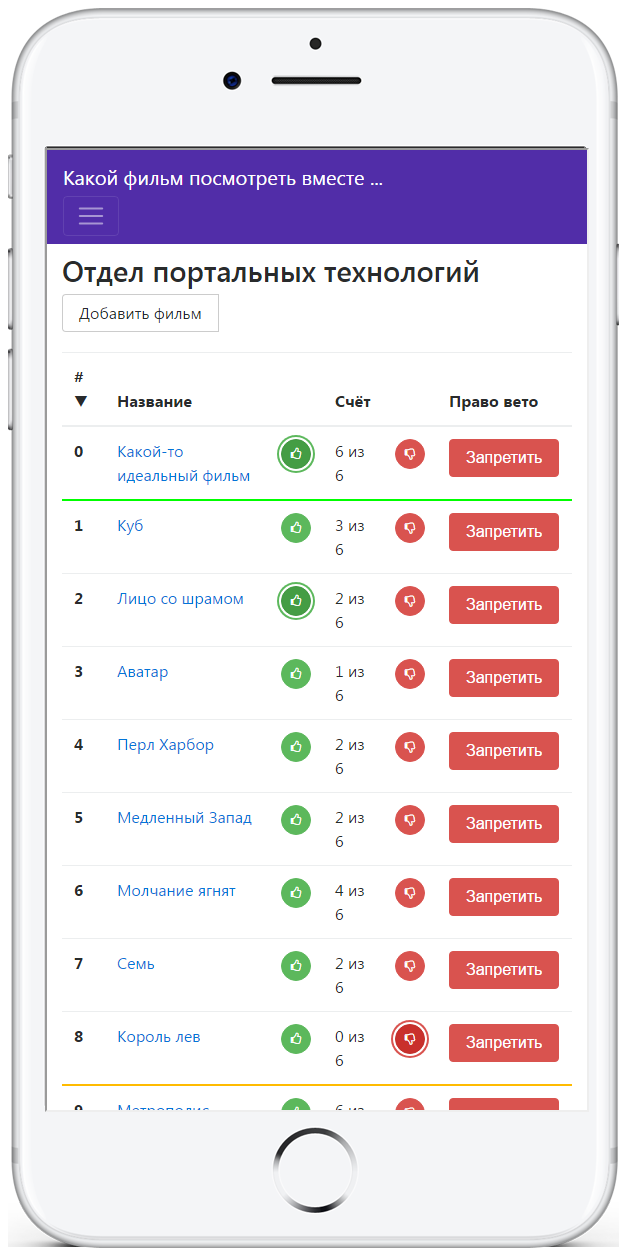 Какой фильм посмотреть вместе ...
Отдел портальных технологий
Добавить фильм
#
▼ Название Счёт Право вето
0 Какой-то 6 из Запретить
идеальный фильм 6
1 Куб 3 из Запретить
6
2 Лицо со шрамом 2 из Запретить
6
3 Аватар 1 из Запретить
6
4 Перл Харбор 2 из Запретить
6
5 Медленный Запад 2 из Запретить
6
6 Молчание ягнят 4 из Запретить
6
7 Семь 2 из Запретить
6
8 Король лев 0 из Запретить
6
9 Метрополис 6 из